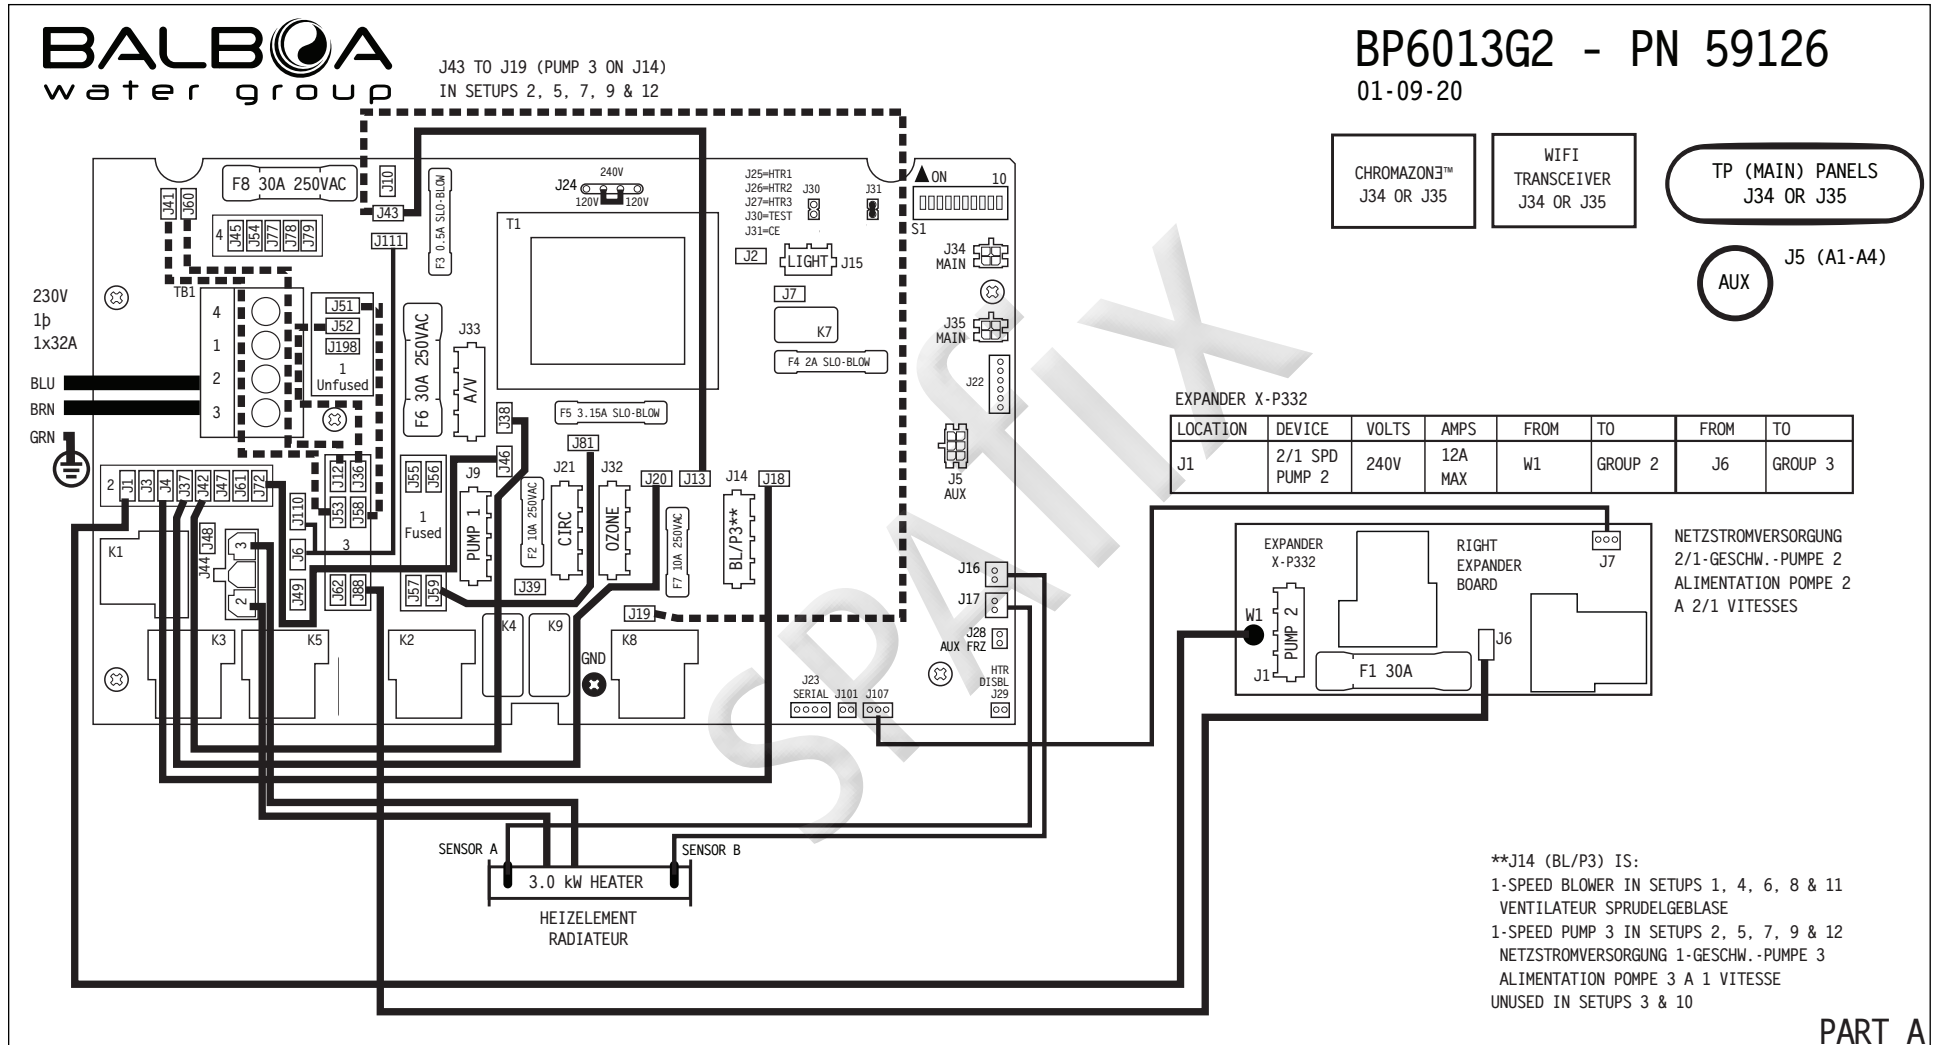 BALBOA
water group
J43 TO J19 (PUMP 3 ON J14)
IN SETUPS 2, 5, 7, 9 & 12
BP6013G2 - PN 59126
01-09-20
CHROMAZONE™
J34 OR J35
WIFI
TRANSCEIVER
J34 OR J35
TP (MAIN) PANELS
J34 OR J35
AUX
J5 (A1-A4)
F8 30A 250VAC
J41
J60
J10
J43
J111
F3 0.5A SLO-BLOW
4
J45
J54
J77
J78
J79
240V
J24
120V
120V
T1
J25=HTR1
J26=HTR2
J27=HTR3
J30=TEST
J31=CE
J30
J31
ON
10
S1
J2
LIGHT
J15
J34
MAIN
J7
K7
J35
MAIN
F4 2A SLO-BLOW
J22
J5
AUX
230V
1þ
1x32A
BLU
BRN
GRN
TB1
4
1
2
3
J51
J52
J198
1
Unfused
F6 30A 250VAC
J33
A/V
J38
J46
F5 3.15A SLO-BLOW
J81
2
J1
J3
J4
J37
J42
J47
J61
J72
J12
J36
J53
J58
3
J62
J88
J110
J6
J49
J55
J56
1
Fused
J57
J59
J9
PUMP 1
F2 10A 250VAC
J21
CIRC
J32
OZONE
J39
J20
J13
J14
BL/P3**
J18
F7 10A 250VAC
J19
K1
J48
J44
3
2
K3
K5
K2
K4
K9
GND
K8
J16
J17
J28
AUX FRZ
HTR
DISBL
J29
J23
SERIAL
J101
J107
SENSOR A
SENSOR B
3.0 kW HEATER
HEIZELEMENT
RADIATEUR
EXPANDER X-P332
LOCATION DEVICE VOLTS AMPS FROM TO FROM TO
J1 2/1 SPD PUMP 2 240V 12A MAX W1 GROUP 2 J6 GROUP 3
EXPANDER
X-P332
RIGHT
EXPANDER
BOARD
J7
W1
PUMP 2
J1
J6
F1 30A
NETZSTROMVERSORGUNG
2/1-GESCHW.-PUMPE 2
ALIMENTATION POMPE 2
A 2/1 VITESSES
**J14 (BL/P3) IS:
1-SPEED BLOWER IN SETUPS 1, 4, 6, 8 & 11
VENTILATEUR SPRUDELGEBLASE
1-SPEED PUMP 3 IN SETUPS 2, 5, 7, 9 & 12
NETZSTROMVERSORGUNG 1-GESCHW.-PUMPE 3
ALIMENTATION POMPE 3 A 1 VITESSE
UNUSED IN SETUPS 3 & 10
PART A
SPAfix